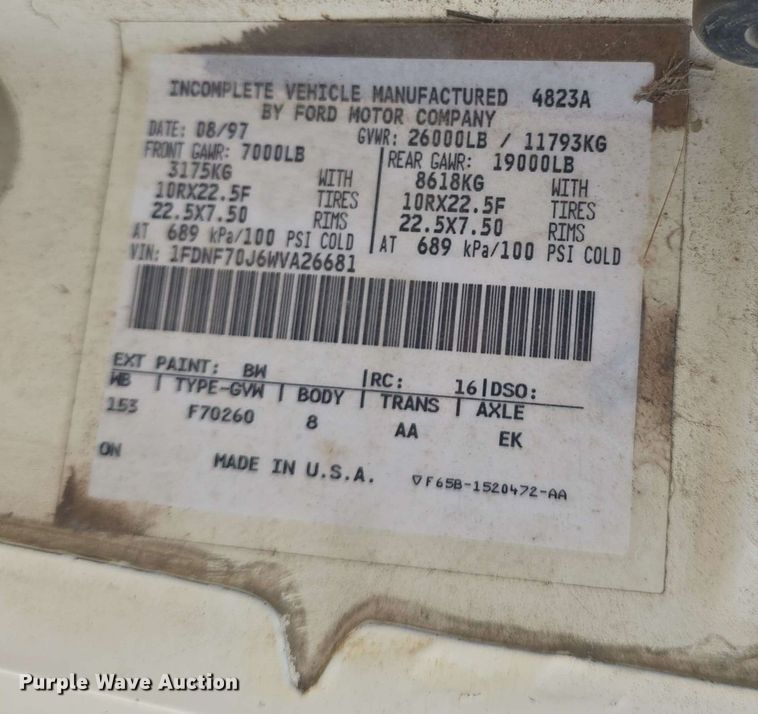 INCOMPLETE VEHICLE MANUFACTURED 4823A
BY FORD MOTOR COMPANY
DATE: 08/97 GVWR: 26000LB / 11793KG
FRONT GAWR: 7000LB REAR GAWR: 19000LB
3175KG WITH 8618KG WITH
10RX22.5F TIRES 10RX22.5F TIRES
22.5X7.50 RIMS 22.5X7.50 RIMS
AT 689 kPa/100 PSI COLD AT 689 kPa/100 PSI COLD
VIN: 1FDNF70J6WVA26681
EXT PAINT: BW RC: 16 DSO:
WB TYPE-GVW BODY TRANS AXLE
153 F70260 8 AA EK
ON MADE IN U.S.A. ▽F65B-1520472-AA
Purple Wave Auction